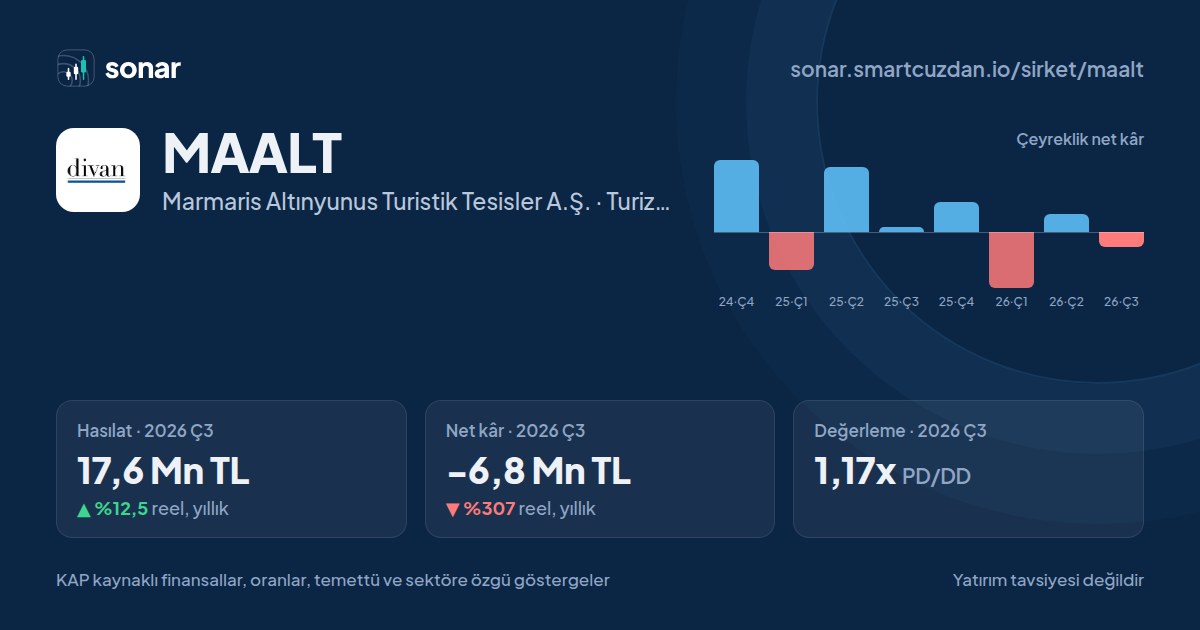 sonar
sonar.smartcuzdan.io/sirket/maalt
divan
MAALT
Marmaris Altınyunus Turistik Tesisler A.Ş. · Turiz...
Çeyreklik net kâr
24·Ç4 25·Ç1 25·Ç2 25·Ç3 25·Ç4 26·Ç1 26·Ç2 26·Ç3
Hasılat · 2026 Ç3
17,6 Mn TL
▲ %12,5 reel, yıllık
Net kâr · 2026 Ç3
−6,8 Mn TL
▼ %307 reel, yıllık
Değerleme · 2026 Ç3
1,17x PD/DD
KAP kaynaklı finansallar, oranlar, temettü ve sektöre özgü göstergeler
Yatırım tavsiyesi değildir